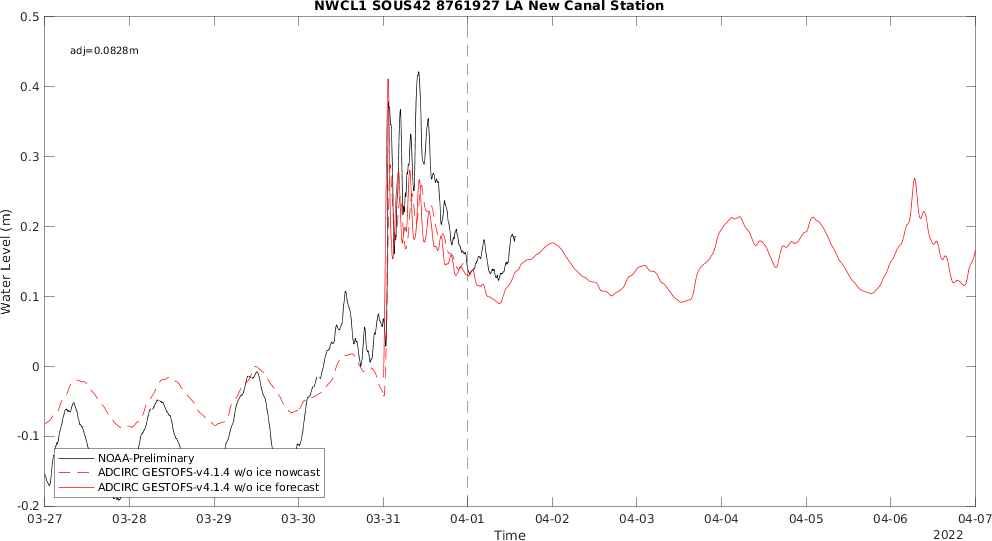 NWCL1 SOUS42 8761927 LA New Canal Station
adj=0.0828m
0.5
0.4
0.3
0.2
0.1
0
-0.1
-0.2
Water Level (m)
NOAA-Preliminary
ADCIRC GESTOFS-v4.1.4 w/o ice nowcast
ADCIRC GESTOFS-v4.1.4 w/o ice forecast
03-27 03-28 03-29 03-30 03-31 04-01 04-02 04-03 04-04 04-05 04-06 04-07
Time
2022